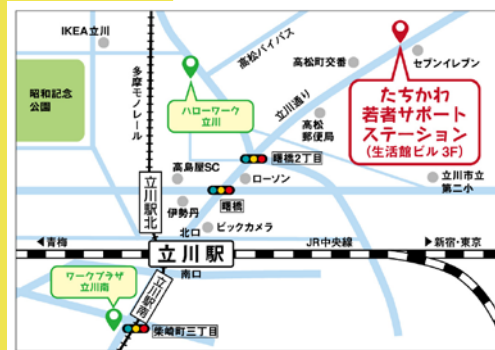 IKEA立川
高松バイパス
高松町交番
セブンイレブン
たちかわ
若者サポート
ステーション
(生活館ビル 3F)
昭和記念
公園
多摩モノレール
ハローワーク
立川
立川通り
高松
郵便局
曙橋2丁目
高島屋SC
ローソン
立川市立
第二小
曙橋
伊勢丹
立川駅北
北口
ビックカメラ
◀青梅
立川駅
JR中央線
▶新宿・東京
南口
ワークプラザ
立川南
立川駅南
柴崎町三丁目